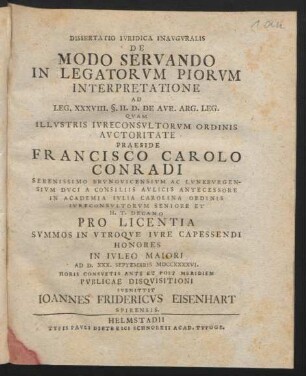 DISSERTATIO IVRIDICA INAVGVRALIS
DE
MODO SERVANDO
IN LEGATORVM PIORVM
INTERPRETATIONE
AD
LEG. XXXVIII. §. II. D. DE AVR. ARG. LEG.
QVAM
ILLVSTRIS IVRECONSVLTORVM ORDINIS
AVCTORITATE
PRAESIDE
FRANCISCO CAROLO
CONRADI
SERENISSIMO BRVNOVICENSIVM AC LVNEBVRGEN-
SIVM DVCI A CONSILIIS AVLICIS ANTECESSORE
IN ACADEMIA IVLIA CAROLINA ORDINIS
IVRECONSVLTORVM SENIORE ET
H. T. DECANO
PRO LICENTIA
SVMMOS IN VTROQVE IVRE CAPESSENDI
HONORES
IN IVLEO MAIORI
AD D. XXX. SEPTEMBRIS MDCCXXXXVI.
HORIS CONSVETIS ANTE ET POST MERIDIEM
PVBLICAE DISQVISITIONI
SVBMITTIT
IOANNES FRIDERICVS EISENHART
SPIRENSIS.
HELMSTADII
TYPIS PAVLI DIETERICI SCHNORRII ACAD. TYPOGR.